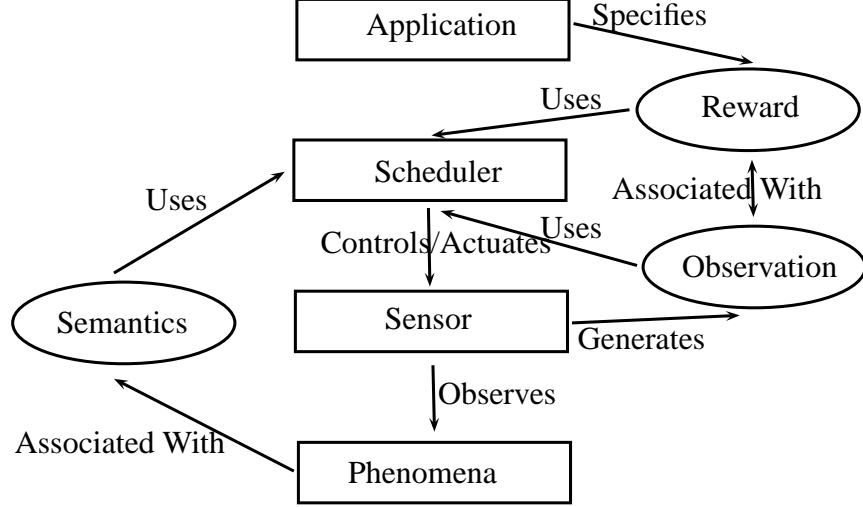 Specifies
Application
Uses
Reward
Scheduler
Associated With
Uses
Uses
Controls/Actuates
Observation
Semantics
Sensor
Generates
Observes
Associated With
Phenomena